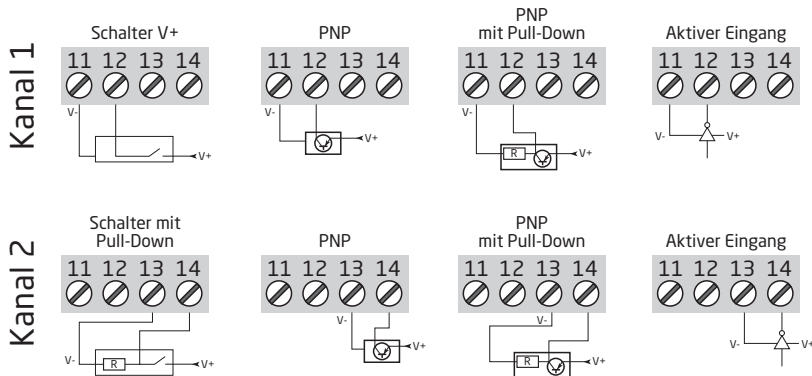 Kanal 1
Schalter V+
11 12 13 14
V-
V+
PNP
11 12 13 14
V-
V+
PNP
mit Pull-Down
11 12 13 14
V-
R
V+
Aktiver Eingang
11 12 13 14
V-
V+
Kanal 2
Schalter mit
Pull-Down
11 12 13 14
V-
R
V+
PNP
11 12 13 14
V-
V+
PNP
mit Pull-Down
11 12 13 14
V-
R
V+
Aktiver Eingang
11 12 13 14
V-
V+